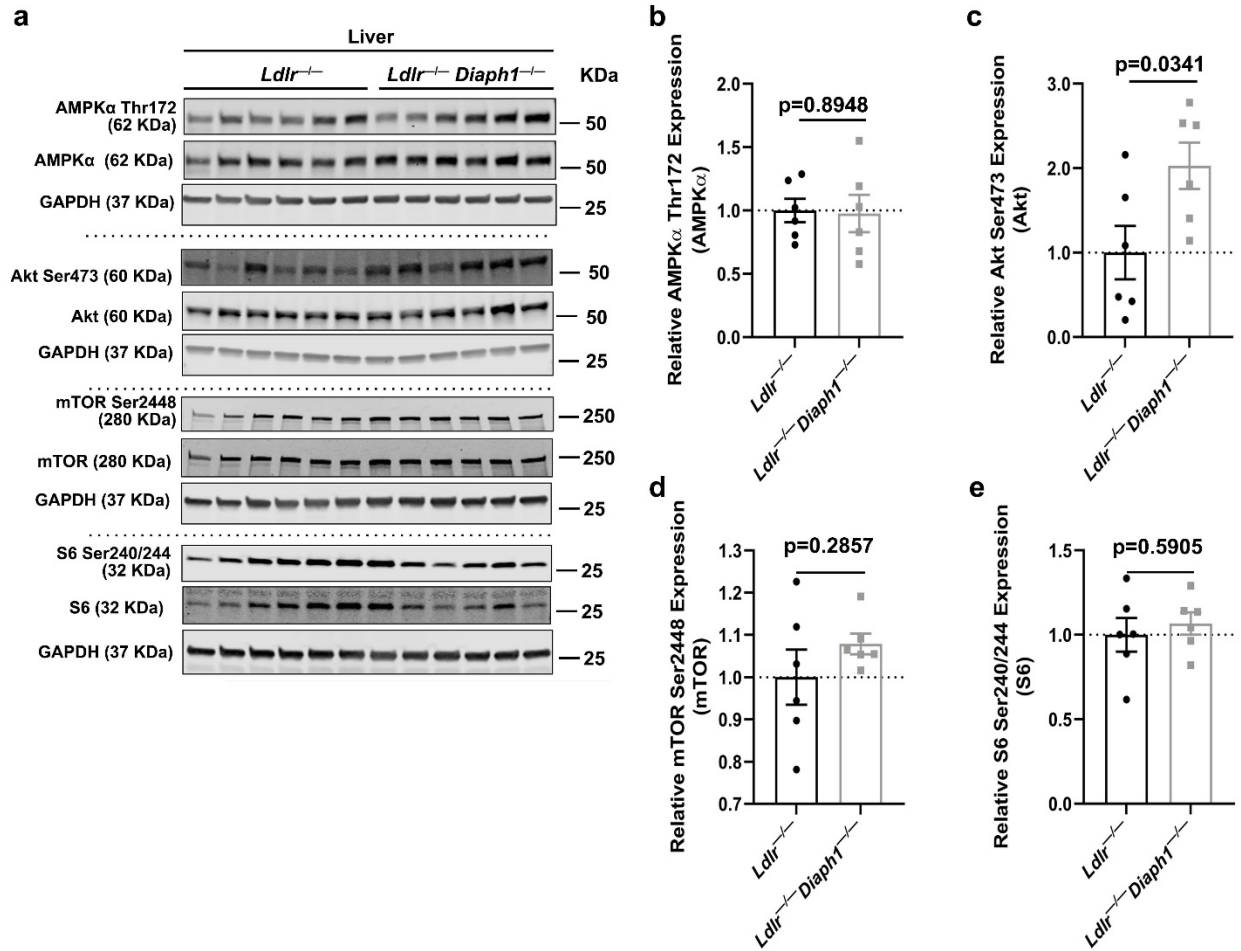 a
Liver
Ldlr−/−
Ldlr−/− Diaph1−/−
KDa
AMPKα Thr172
(62 KDa)
50
AMPKα (62 KDa)
50
GAPDH (37 KDa)
25
Akt Ser473 (60 KDa)
50
Akt (60 KDa)
50
GAPDH (37 KDa)
25
mTOR Ser2448
(280 KDa)
250
mTOR (280 KDa)
250
GAPDH (37 KDa)
25
S6 Ser240/244
(32 KDa)
25
S6 (32 KDa)
25
GAPDH (37 KDa)
25
b
Relative AMPKα Thr172 Expression
(AMPKα)
2.0
1.5
1.0
0.5
0.0
p=0.8948
Ldlr−/−
Ldlr−/− Diaph1−/−
c
Relative Akt Ser473 Expression
(Akt)
3.0
2.0
1.0
0.0
p=0.0341
Ldlr−/−
Ldlr−/− Diaph1−/−
d
Relative mTOR Ser2448 Expression
(mTOR)
1.3
1.2
1.1
1.0
0.9
0.8
0.7
p=0.2857
Ldlr−/−
Ldlr−/− Diaph1−/−
e
Relative S6 Ser240/244 Expression
(S6)
1.5
1.0
0.5
0.0
p=0.5905
Ldlr−/−
Ldlr−/− Diaph1−/−